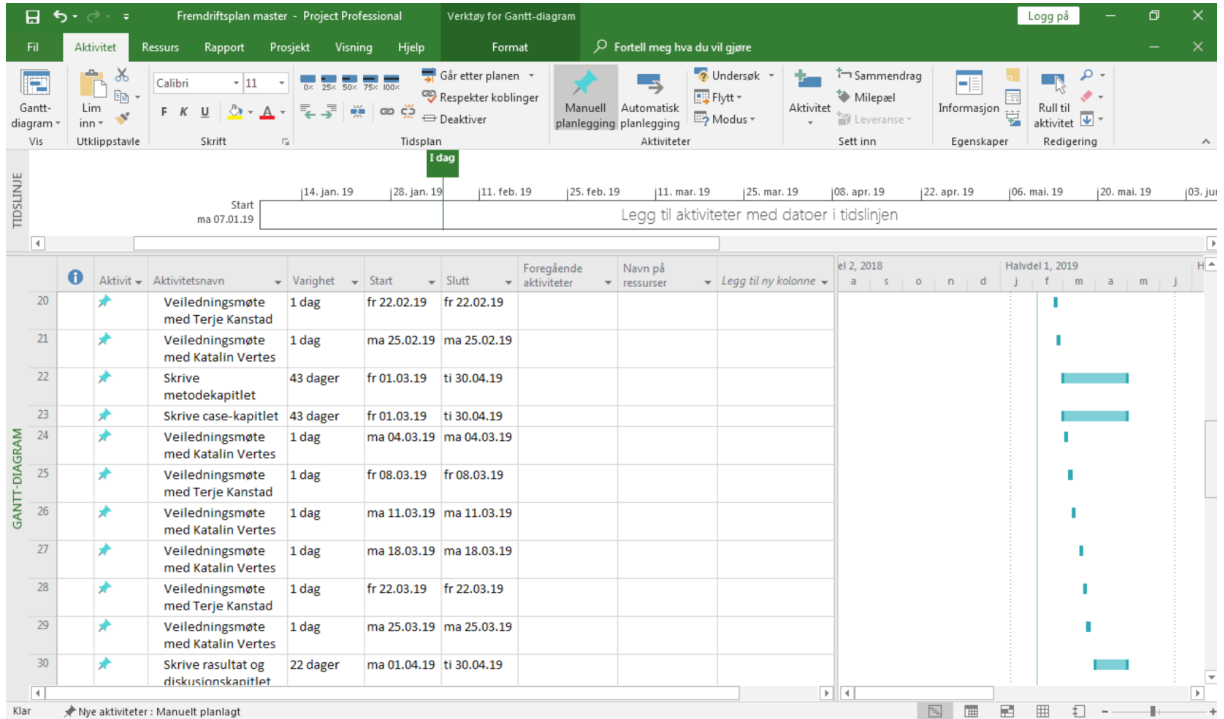 Fremdriftsplan master - Project Professional
Verktøy for Gantt-diagram
Logg på
Fil Aktivitet Ressurs Rapport Prosjekt Visning Hjelp Format Fortell meg hva du vil gjøre
Gantt-
diagram
Vis
Lim
inn
Utklippstavle
Calibri 11
F K U A
Skrift
0× 25× 50× 75× 100×
Går etter planen
Respekter koblinger
Deaktiver
Tidsplan
Manuell
planlegging
Automatisk
planlegging
Undersøk
Flytt
Modus
Aktiviteter
Aktivitet
Sammendrag
Milepæl
Leveranse
Sett inn
Informasjon
Egenskaper
Rull til
aktivitet
Redigering
I dag
TIDSLINJE
14. jan. 19 28. jan. 19 11. feb. 19 25. feb. 19 11. mar. 19 25. mar. 19 08. apr. 19 22. apr. 19 06. mai. 19 20. mai. 19 03. jur
Start
ma 07.01.19
Legg til aktiviteter med datoer i tidslinjen
GANTT-DIAGRAM
Aktivit Aktivitetsnavn Varighet Start Slutt
Foregående
aktiviteter
Navn på
ressurser
Legg til ny kolonne
el 2, 2018 Halvdel 1, 2019 H
a s o n d j f m a m j
20 Veiledningsmøte 1 dag fr 22.02.19 fr 22.02.19
med Terje Kanstad
21 Veiledningsmøte 1 dag ma 25.02.19 ma 25.02.19
med Katalin Vertes
22 Skrive 43 dager fr 01.03.19 ti 30.04.19
metodekapitlet
23 Skrive case-kapitlet 43 dager fr 01.03.19 ti 30.04.19
24 Veiledningsmøte 1 dag ma 04.03.19 ma 04.03.19
med Katalin Vertes
25 Veiledningsmøte 1 dag fr 08.03.19 fr 08.03.19
med Terje Kanstad
26 Veiledningsmøte 1 dag ma 11.03.19 ma 11.03.19
med Katalin Vertes
27 Veiledningsmøte 1 dag ma 18.03.19 ma 18.03.19
med Katalin Vertes
28 Veiledningsmøte 1 dag fr 22.03.19 fr 22.03.19
med Terje Kanstad
29 Veiledningsmøte 1 dag ma 25.03.19 ma 25.03.19
med Katalin Vertes
30 Skrive rasultat og 22 dager ma 01.04.19 ti 30.04.19
diskusjonskapitlet
Klar Nye aktiviteter : Manuelt planlagt